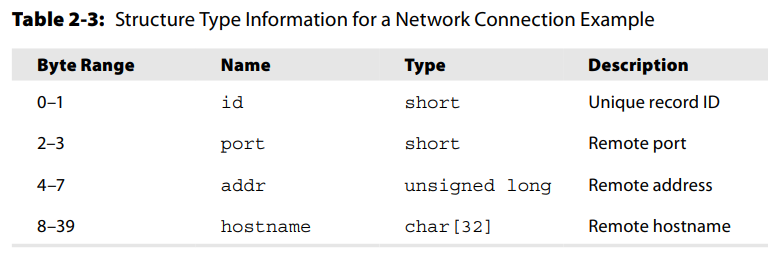 Table 2-3: Structure Type Information for a Network Connection Example
Byte Range Name Type Description
0–1 id short Unique record ID
2–3 port short Remote port
4–7 addr unsigned long Remote address
8–39 hostname char[32] Remote hostname